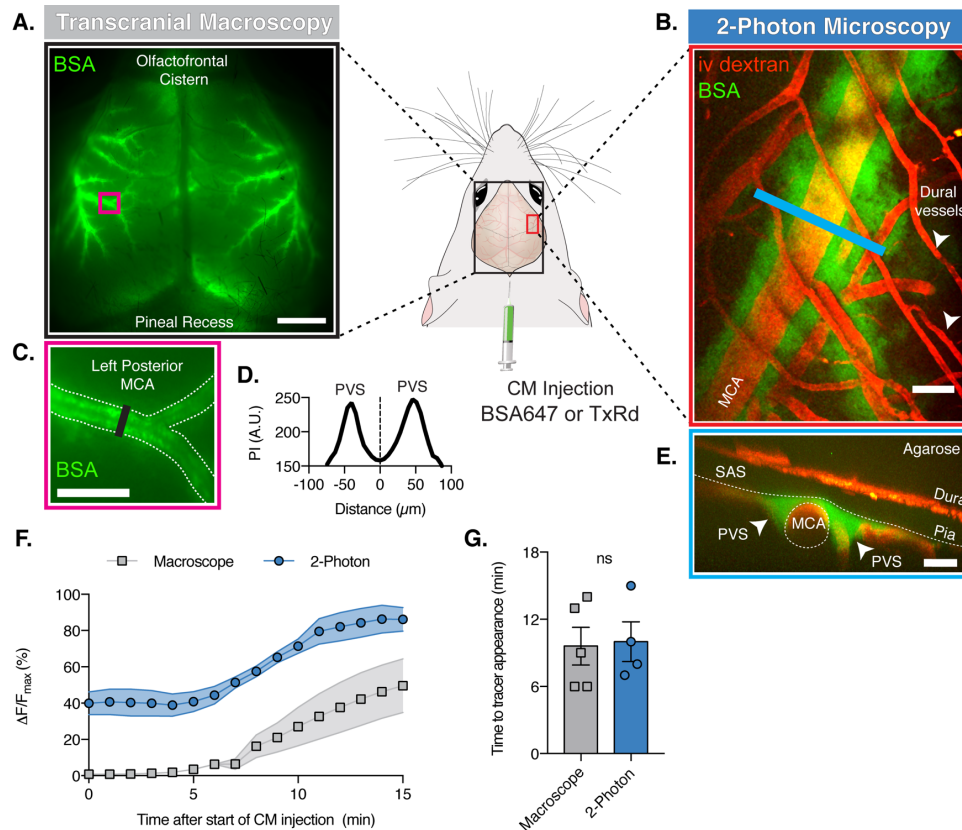 A.
Transcranial Macroscopy
BSA
Olfactofrontal
Cistern
Pineal Recess
B.
2-Photon Microscopy
iv dextran
BSA
Dural
vessels
MCA
CM Injection
BSA647 or TxRd
C.
Left Posterior
MCA
BSA
D.
PVS
PVS
PI (A.U.)
250
200
150
-100
-50
0
50
100
Distance (µm)
E.
Agarose
SAS
Dura
MCA
Pia
PVS
PVS
F.
Macroscope
2-Photon
ΔF/Fmax (%)
100
80
60
40
20
0
0
5
10
15
Time after start of CM injection (min)
G.
ns
Time to tracer appearance (min)
18
12
6
0
Macroscope
2-Photon